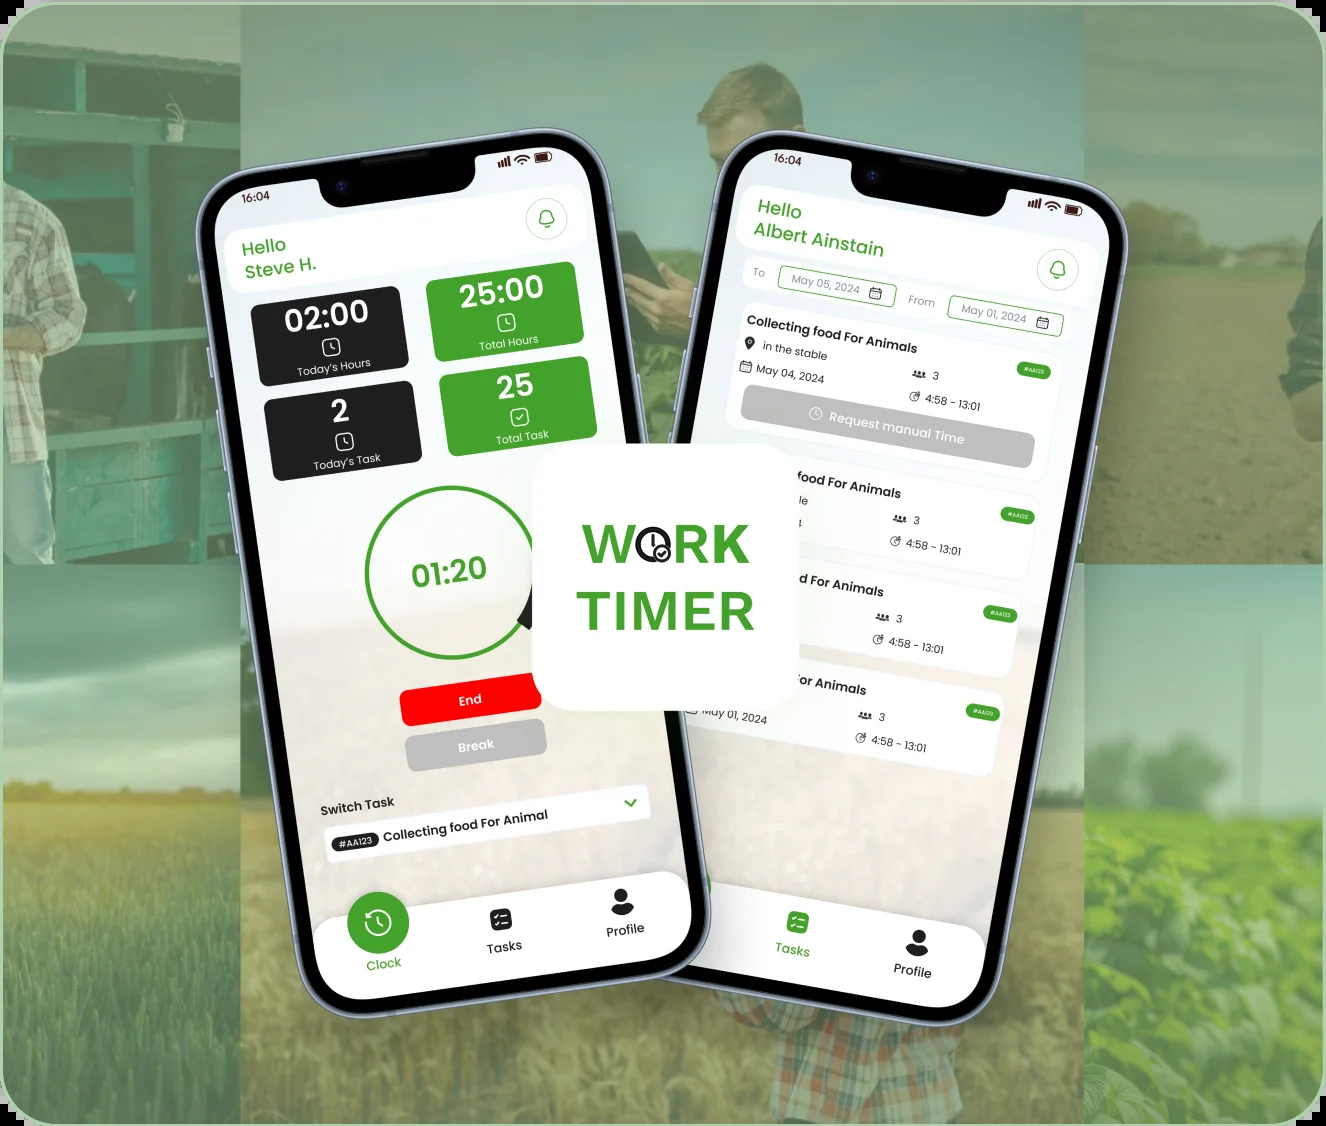 16:04
Hello
Steve H.
02:00
Today's Hours
25:00
Total Hours
2
Today's Task
25
Total Task
01:20
End
Break
Switch Task
#AA123 Collecting food For Animal
Clock
Tasks
Profile
WORK
TIMER
16:04
Hello
Albert Ainstain
To May 05, 2024 From May 01, 2024
Collecting food For Animals
#AA123
in the stable
3
May 04, 2024
4:58 - 13:01
Request manual Time
food For Animals
#AA123
3
4:58 - 13:01
For Animals
#AA123
3
4:58 - 13:01
or Animals
#AA123
May 01, 2024
3
4:58 - 13:01
Tasks
Profile